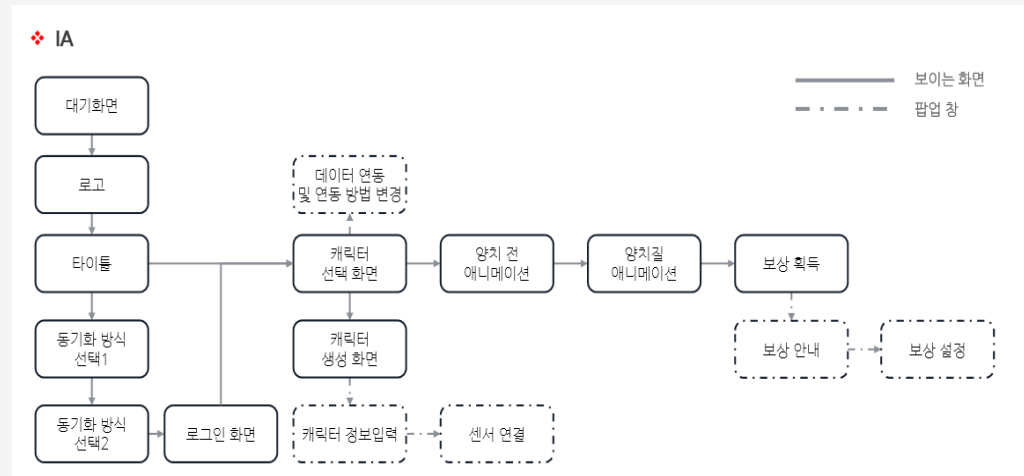 IA
보이는 화면
팝업 창
대기화면
로고
데이터 연동
및 연동 방법 변경
타이틀
캐릭터
선택 화면
양치 전
애니메이션
양치질
애니메이션
보상 획득
동기화 방식
선택1
캐릭터
생성 화면
보상 안내
보상 설정
동기화 방식
선택2
로그인 화면
캐릭터 정보입력
센서 연결